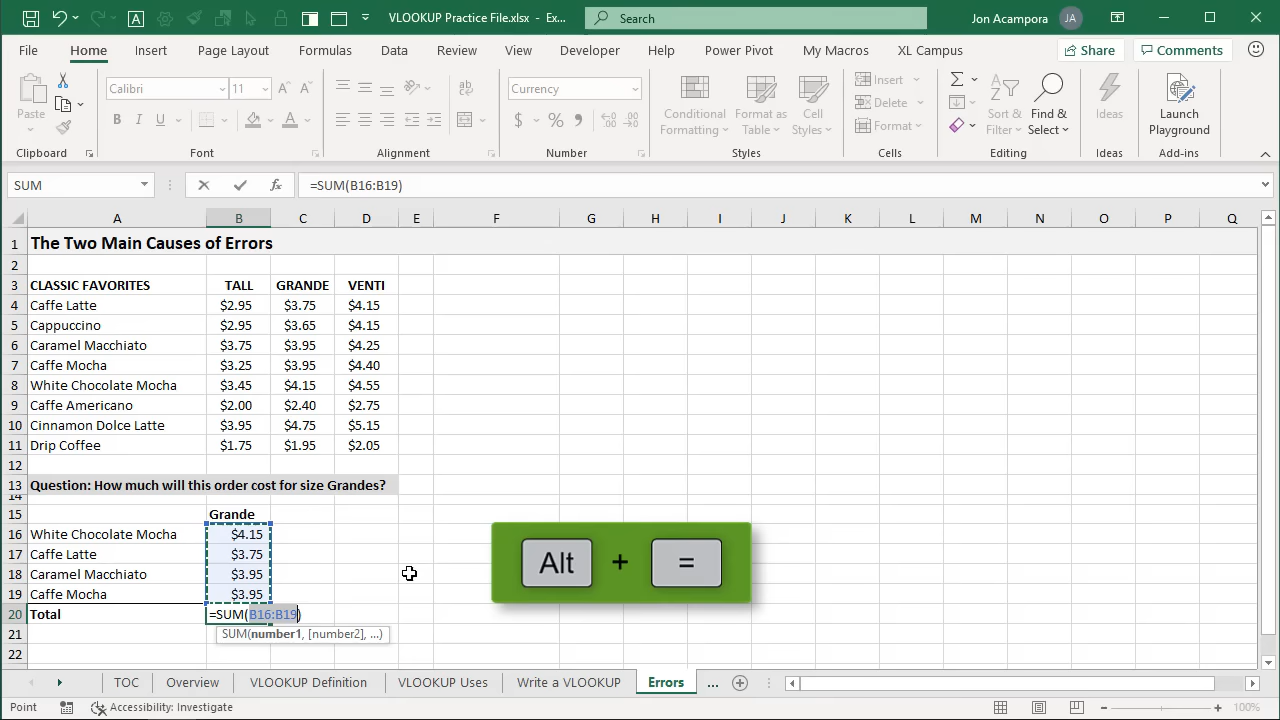 VLOOKUP Practice File.xlsx - Ex...
Search
Jon Acampora JA
File Home Insert Page Layout Formulas Data Review View Developer Help Power Pivot My Macros XL Campus Share Comments
Paste
Calibri 11
B I U A
ab
Currency
$ % 9
Conditional Formatting
Format as Table
Cell Styles
Insert
Delete
Format
Sort & Filter
Find & Select
Ideas
Launch Playground
Clipboard Font Alignment Number Styles Cells Editing Ideas Add-ins
SUM fx =SUM(B16:B19)
A B C D E F G H I J K L M N O P Q
1 The Two Main Causes of Errors
2
3 CLASSIC FAVORITES TALL GRANDE VENTI
4 Caffe Latte $2.95 $3.75 $4.15
5 Cappuccino $2.95 $3.65 $4.15
6 Caramel Macchiato $3.75 $3.95 $4.25
7 Caffe Mocha $3.25 $3.95 $4.40
8 White Chocolate Mocha $3.45 $4.15 $4.55
9 Caffe Americano $2.00 $2.40 $2.75
10 Cinnamon Dolce Latte $3.95 $4.75 $5.15
11 Drip Coffee $1.75 $1.95 $2.05
12
13 Question: How much will this order cost for size Grandes?
14
15 Grande
16 White Chocolate Mocha $4.15
17 Caffe Latte $3.75
18 Caramel Macchiato $3.95
19 Caffe Mocha $3.95
20 Total =SUM(B16:B19)
21 SUM(number1, [number2], ...)
22
Alt + =
TOC Overview VLOOKUP Definition VLOOKUP Uses Write a VLOOKUP Errors ...
Point Accessibility: Investigate 100%